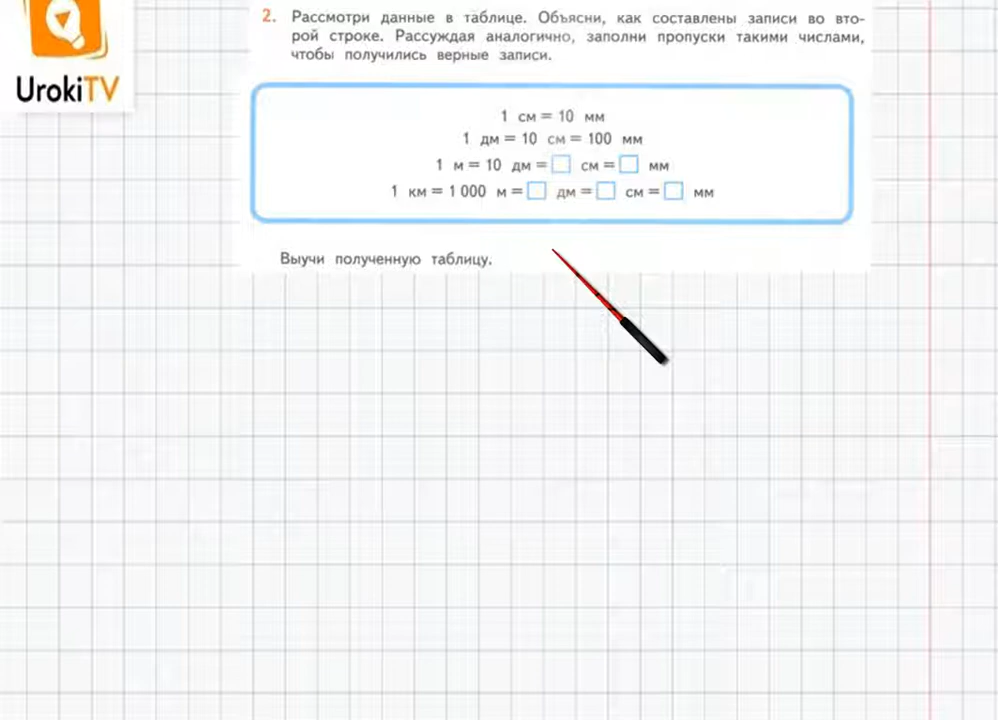 UrokiTV
2. Рассмотри данные в таблице. Объясни, как составлены записи во вто-
рой строке. Рассуждая аналогично, заполни пропуски такими числами,
чтобы получились верные записи.
1 см = 10 мм
1 дм = 10 см = 100 мм
1 м = 10 дм = □ см = □ мм
1 км = 1 000 м = □ дм = □ см = □ мм
Выучи полученную таблицу.